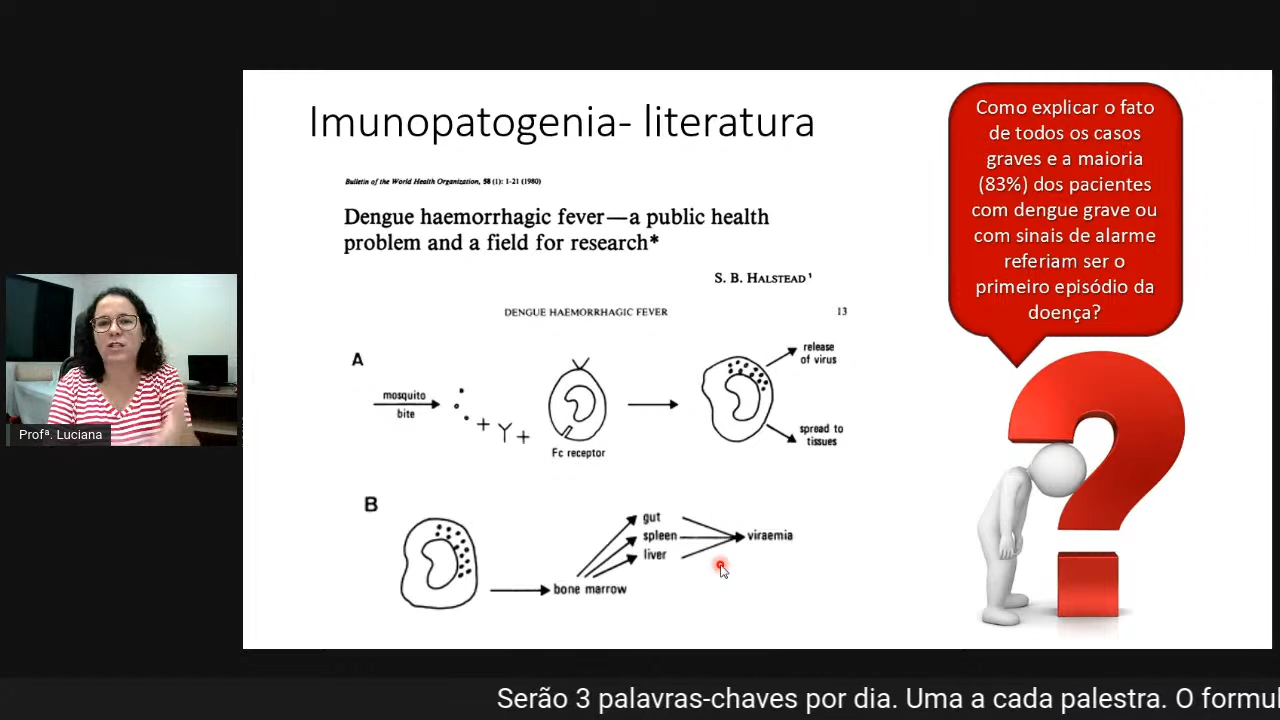 Imunopatogenia- literatura
Bulletin of the World Health Organization, 58 (1): 1-21 (1980)
Dengue haemorrhagic fever—a public health
problem and a field for research*
S. B. HALSTEAD ¹
DENGUE HAEMORRHAGIC FEVER 13
A
mosquito
bite
+ Y +
Fc receptor
release
of virus
spread to
tissues
B
bone marrow
gut
spleen
liver
viraemia
Como explicar o fato
de todos os casos
graves e a maioria
(83%) dos pacientes
com dengue grave ou
com sinais de alarme
referiam ser o
primeiro episódio da
doença?
?
Profª. Luciana
Serão 3 palavras-chaves por dia. Uma a cada palestra. O formul